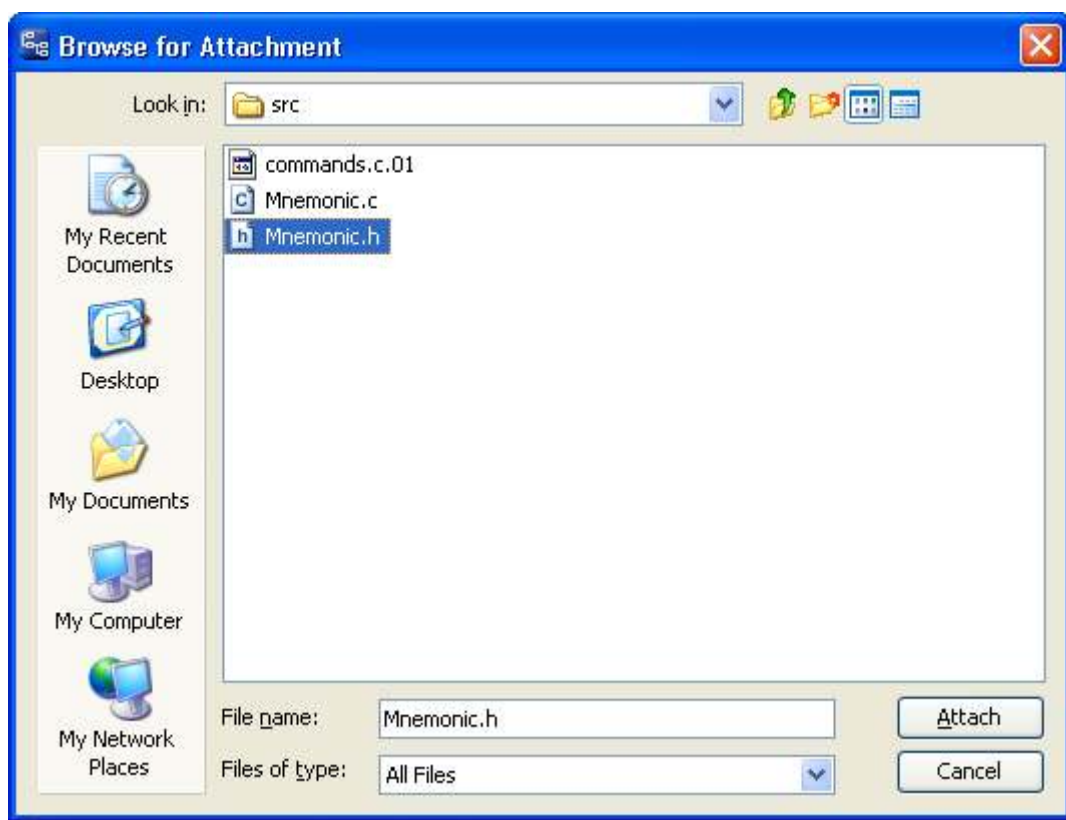 Browse for Attachment
Look in:
src
commands.c.01
Mnemonic.c
Mnemonic.h
My Recent
Documents
Desktop
My Documents
My Computer
My Network
Places
File name:
Mnemonic.h
Attach
Files of type:
All Files
Cancel